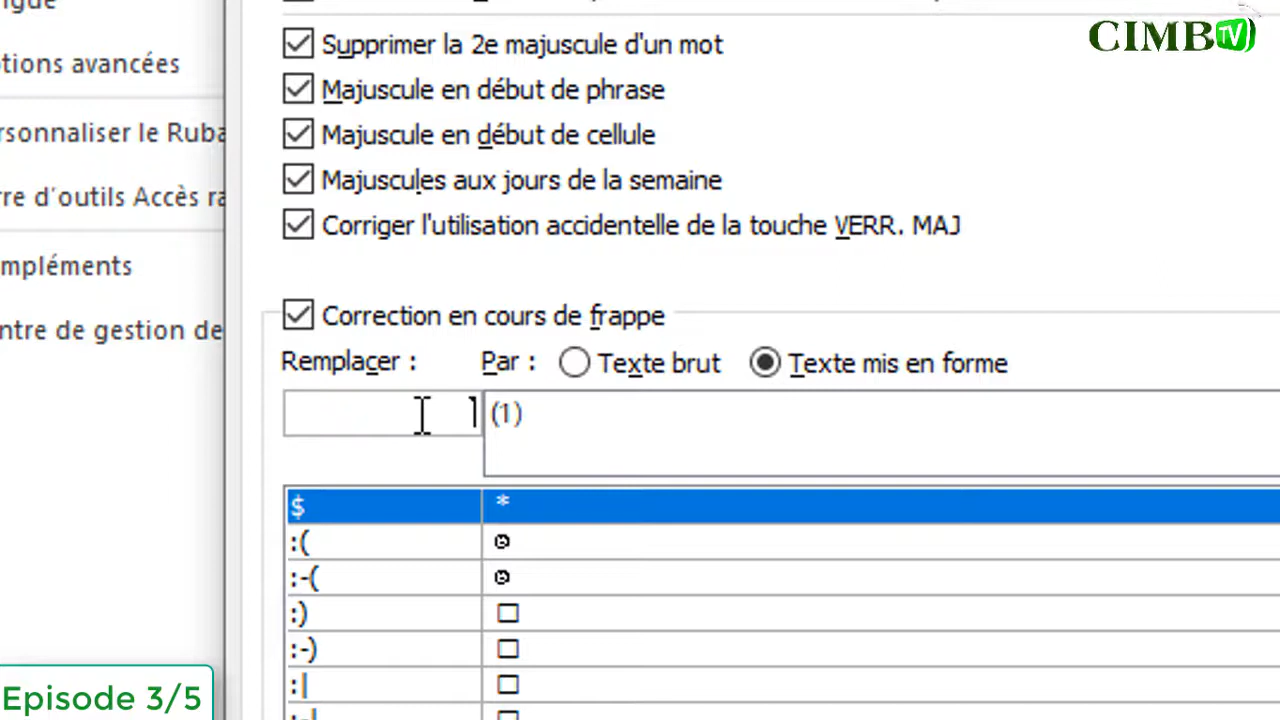 CIMB TV
Supprimer la 2e majuscule d'un mot
tions avancées
Majuscule en début de phrase
rsonnaliser le Ruba
Majuscule en début de cellule
rre d'outils Accès ra
Majuscules aux jours de la semaine
Corriger l'utilisation accidentelle de la touche VERR. MAJ
mpléments
ntre de gestion de
Correction en cours de frappe
Remplacer : Par : Texte brut Texte mis en forme
(1)
$ *
:( ☹
:-( ☹
:) □
:-) □
:| □
Episode 3/5